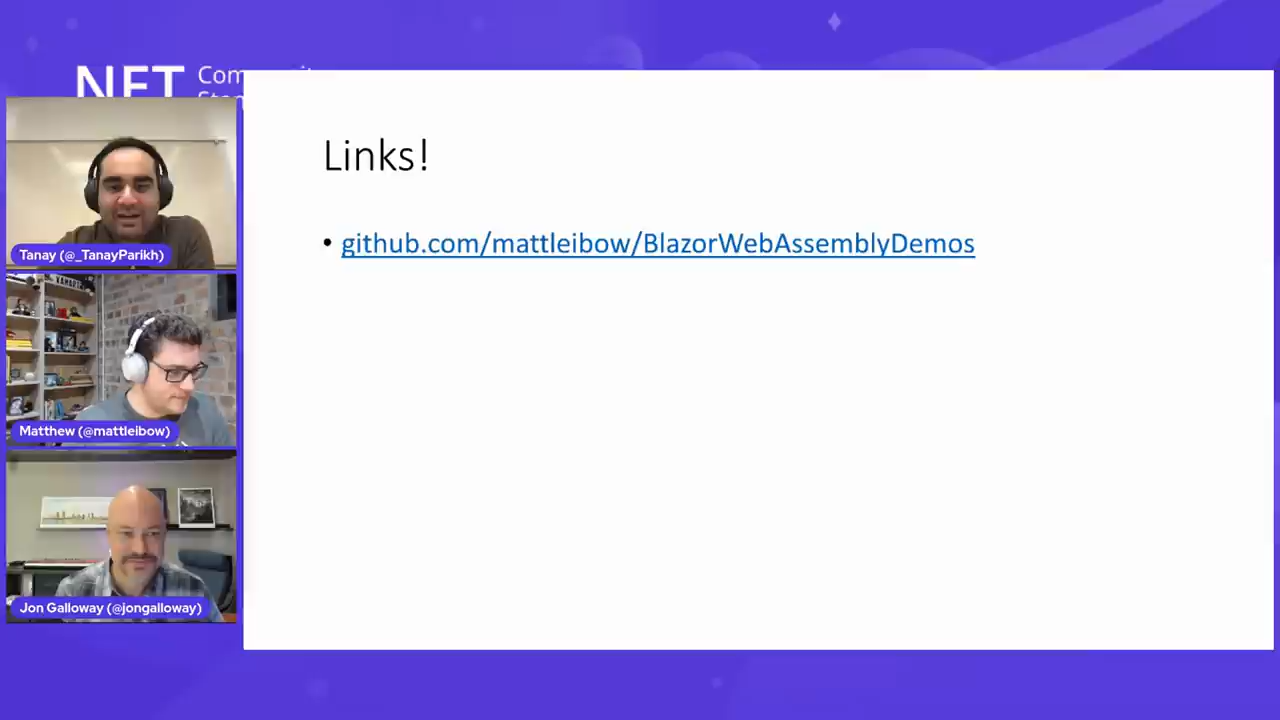 NET
Links!
• github.com/mattleibow/BlazorWebAssemblyDemos
Tanay (@_TanayParikh)
Matthew (@mattleibow)
Jon Galloway (@jongalloway)